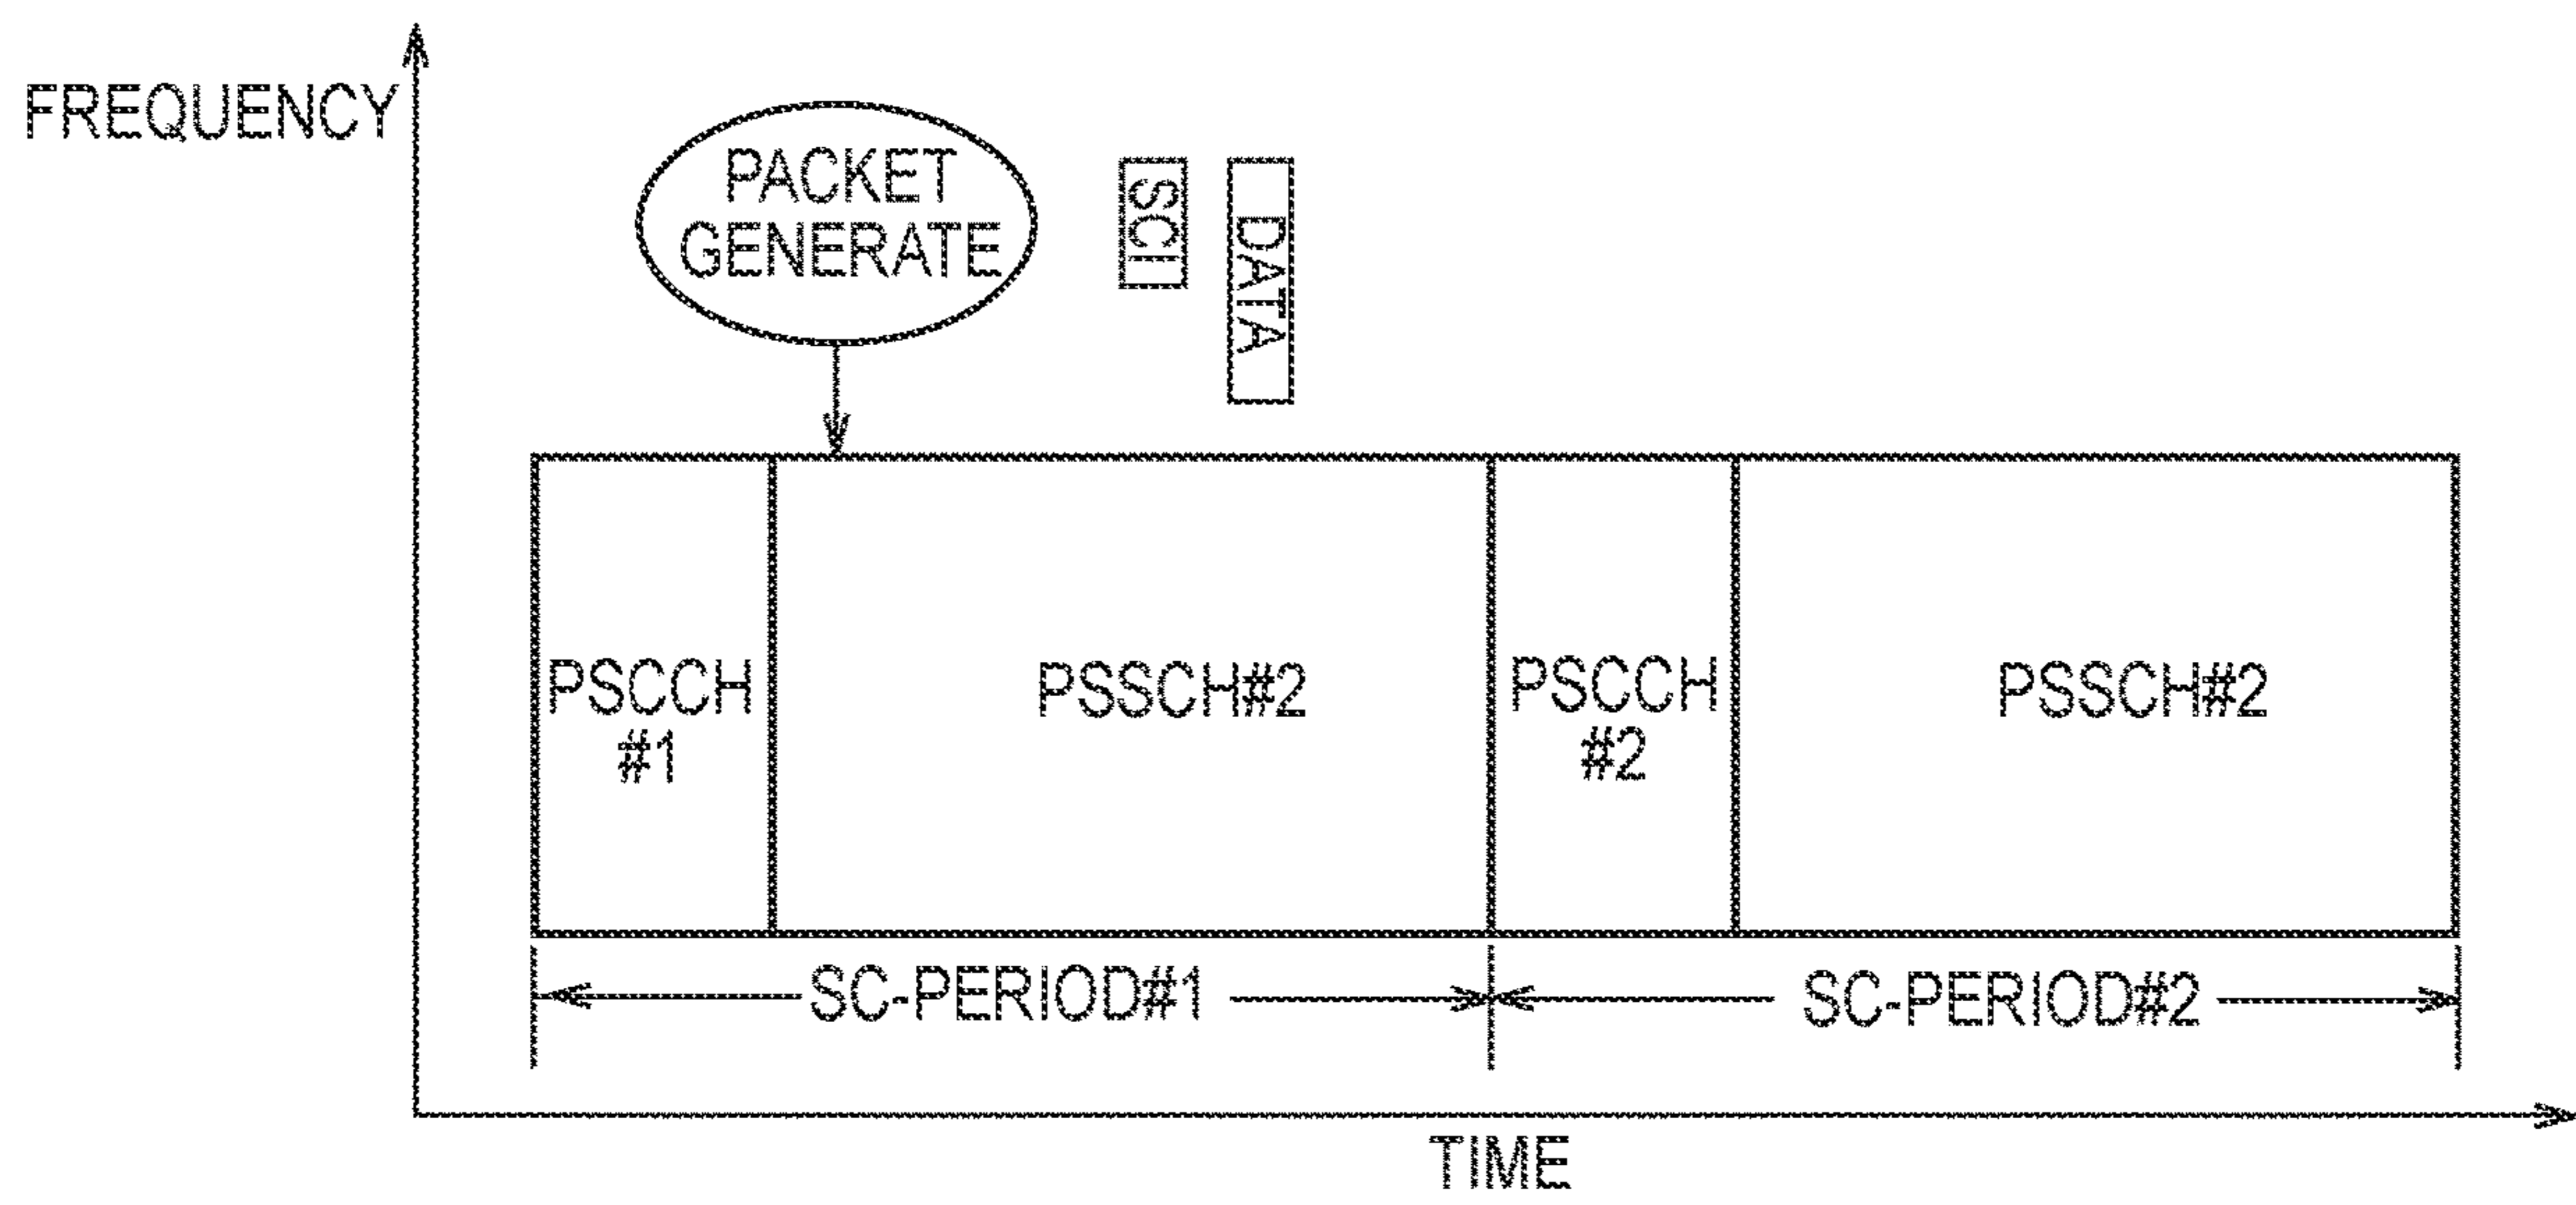 FREQUENCY
PACKET
GENERATE
SCI
DATA
PSCCH
#1
PSSCH#2
PSCCH
#2
PSSCH#2
SC-PERIOD#1
SC-PERIOD#2
TIME